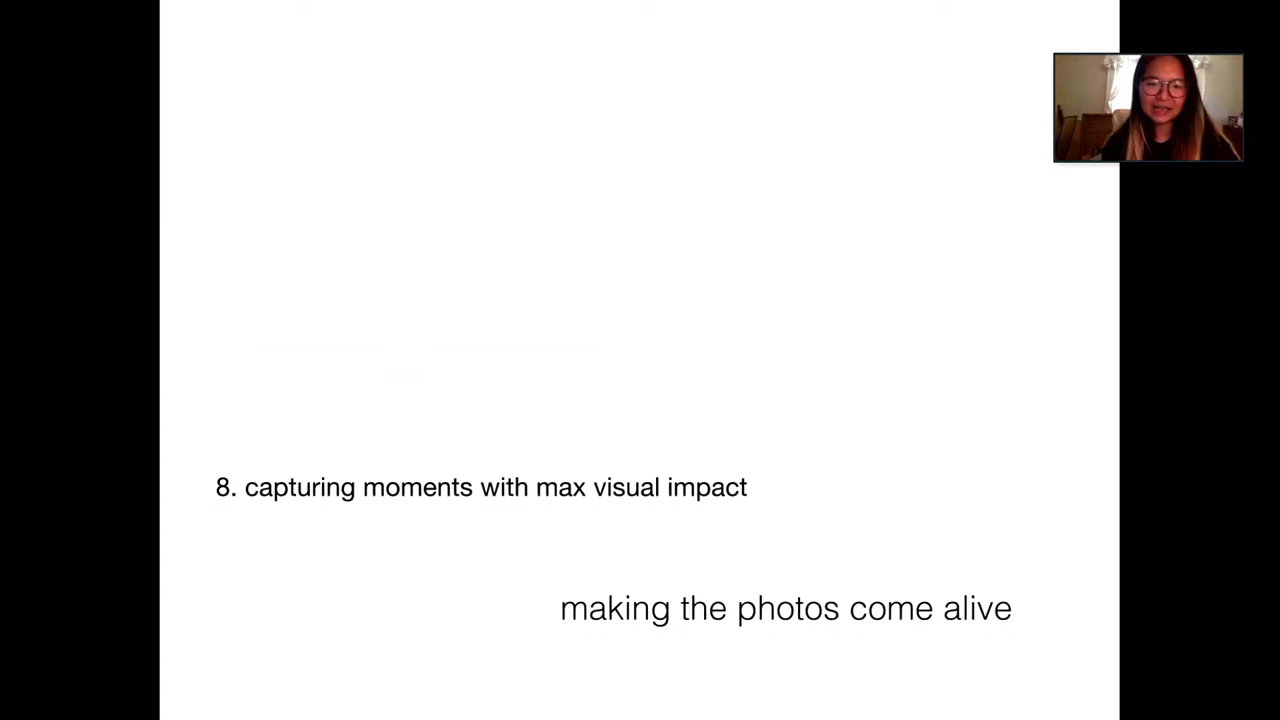 8. capturing moments with max visual impact
making the photos come alive